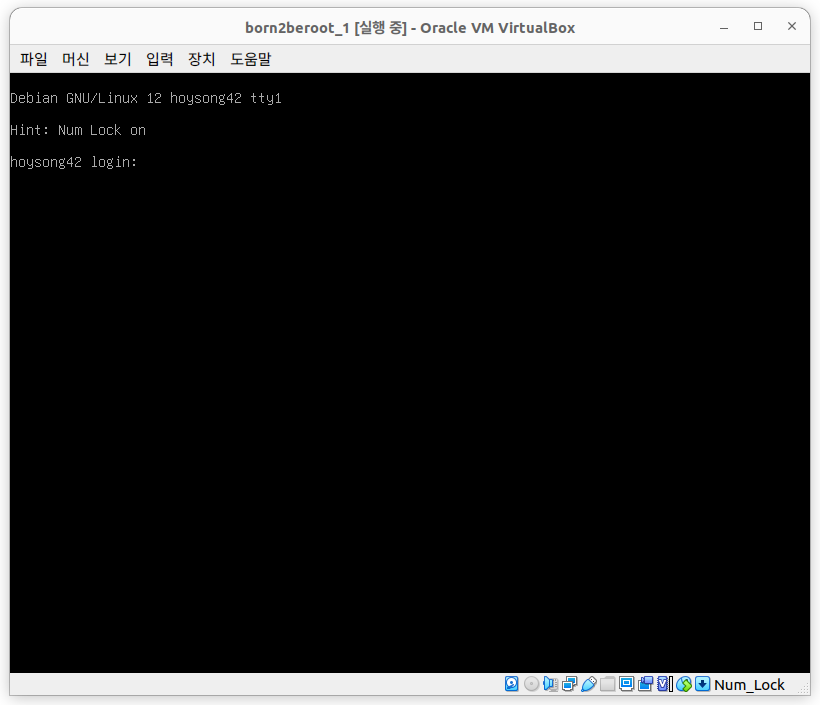 born2beroot_1 [실행 중] - Oracle VM VirtualBox
파일 머신 보기 입력 장치 도움말
Debian GNU/Linux 12 hoysong42 tty1
Hint: Num Lock on
hoysong42 login:
Num_Lock